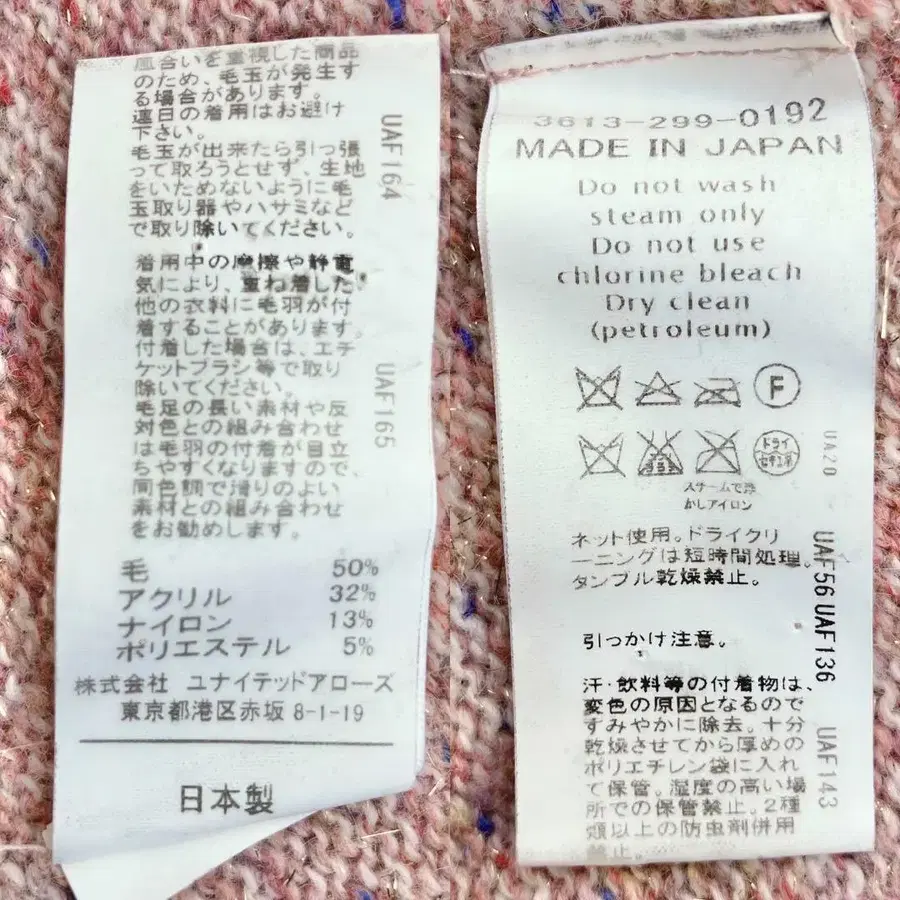 風合いを重視した商品
のため、毛玉が発生す
る場合があります。
連日の着用はお避け
下さい。
毛玉が出来たら引っ張
って取ろうとせず、生地
をいためないように毛
玉取り器やハサミなど
で取り除いてください。
着用中の摩擦や静電
気により、重ね着した
他の衣料に毛羽が付
着することがあります。
付着した場合は、エチ
ケットブラシ等で取り
除いてください。
毛足の長い素材や反
対色との組み合わせ
は毛羽の付着が目立
ちやすくなりますので、
同色調で滑りのよい
素材との組み合わせ
をお勧めします。
UAF164
UAF165
毛 50%
アクリル 32%
ナイロン 13%
ポリエステル 5%
株式会社 ユナイテッドアローズ
東京都港区赤坂 8-1-19
日本製
3613-299-0192
MADE IN JAPAN
Do not wash
steam only
Do not use
chlorine bleach
Dry clean
(petroleum)
F
ドライ
セキユ系
スチームで浮
かしアイロン
UA20
ネット使用。ドライクリ
ーニングは短時間処理。
タンブル乾燥禁止。
引っかけ注意。
汗・飲料等の付着物は、
変色の原因となるので
すみやかに除去。十分
乾燥させてから厚めの
ポリエチレン袋に入れ
て保管。湿度の高い場
所での保管禁止。2種
類以上の防虫剤併用
禁止。
UAF56 UAF136
UAF143